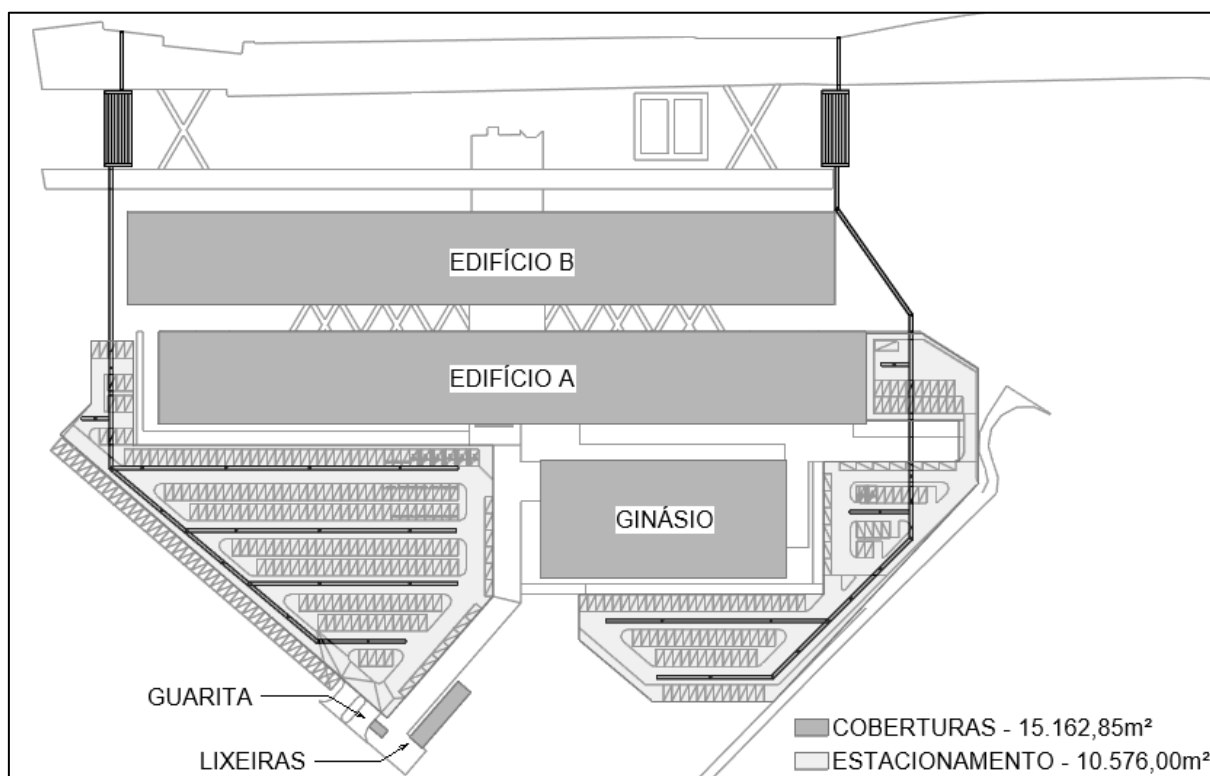 EDIFÍCIO B
EDIFÍCIO A
GINÁSIO
GUARITA
LIXEIRAS
COBERTURAS - 15.162,85m²
ESTACIONAMENTO - 10.576,00m²